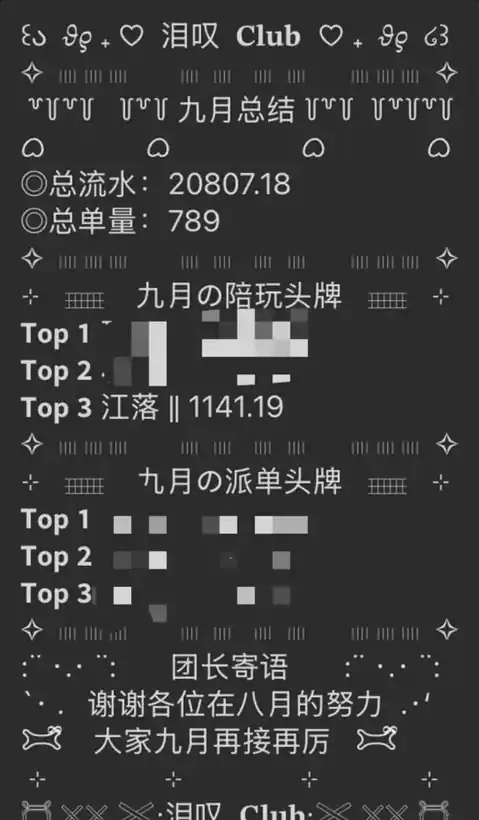 泪叹 Club
九月总结
◎总流水：20807.18
◎总单量：789
九月の陪玩头牌
Top 1
Top 2
Top 3 江落 || 1141.19
九月の派单头牌
Top 1
Top 2
Top 3
团长寄语
谢谢各位在八月的努力
大家九月再接再厉
泪叹 Club